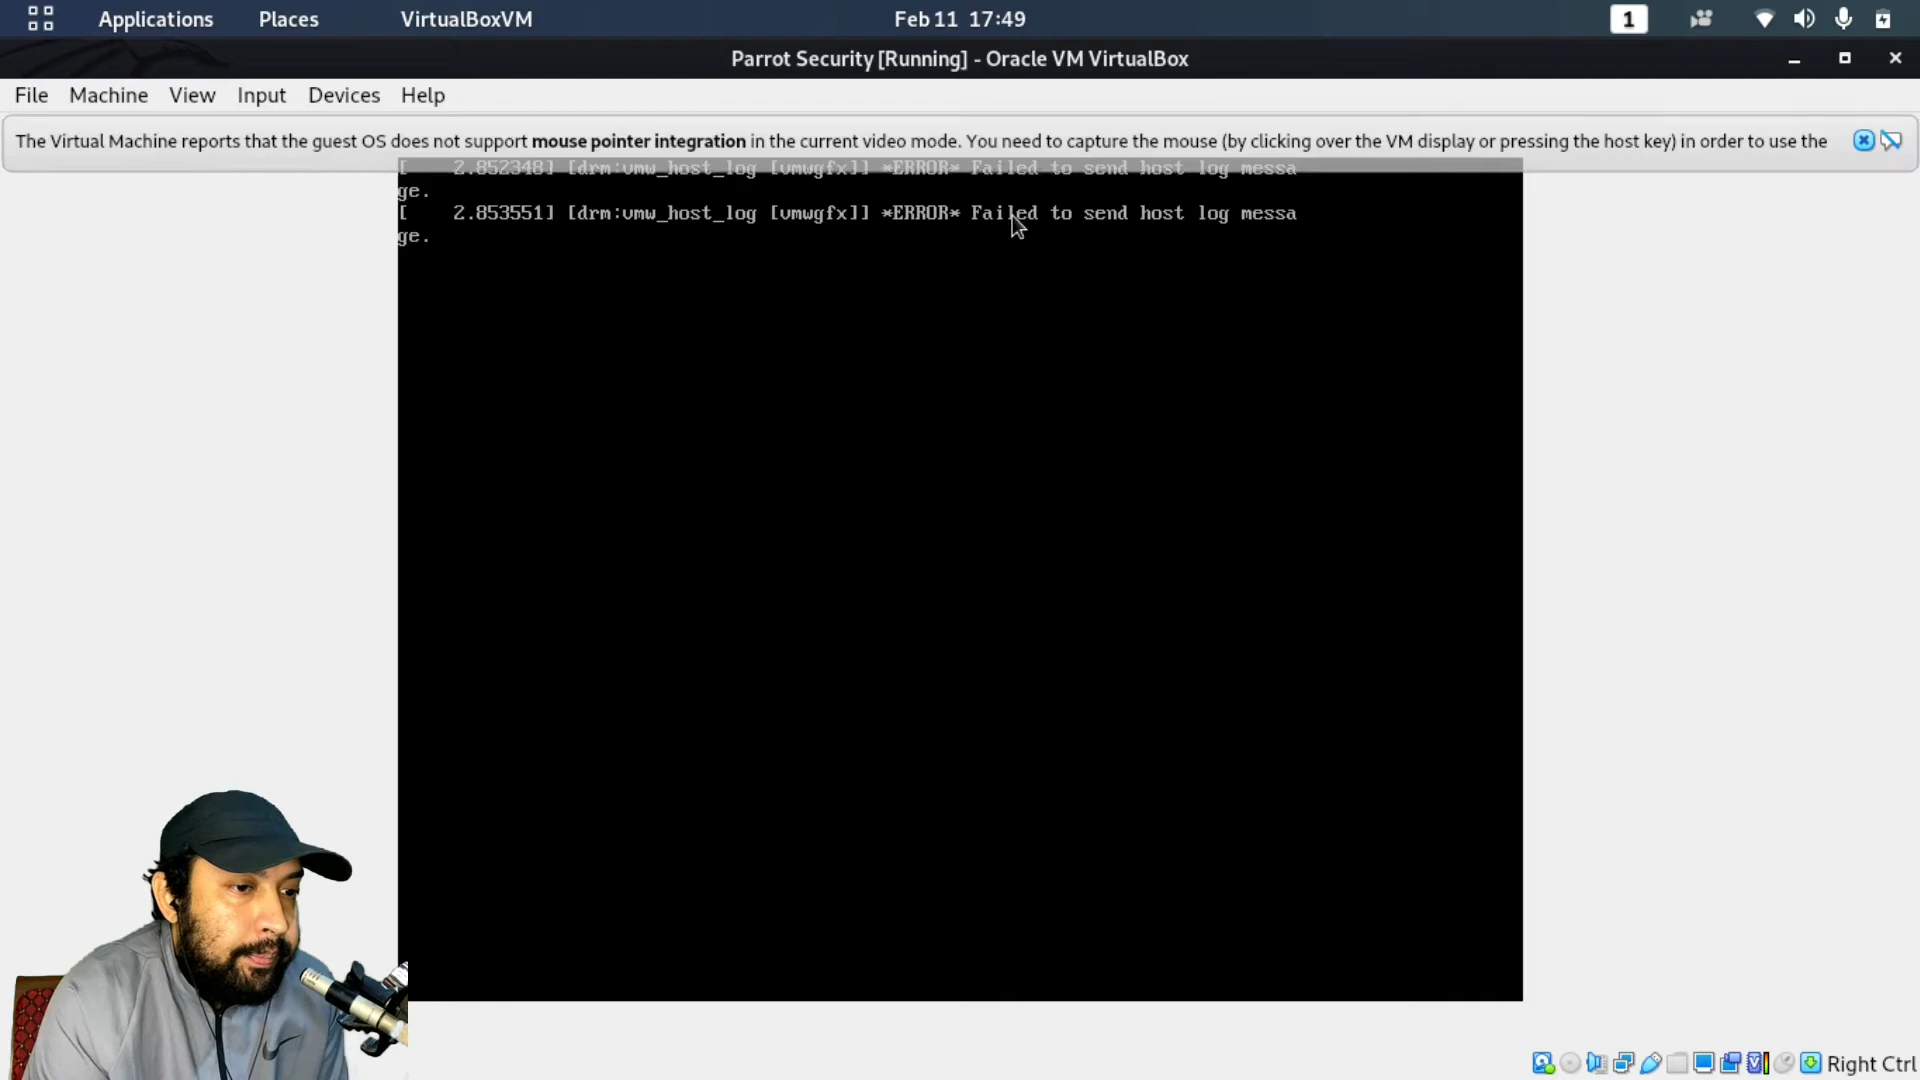 Applications Places VirtualBoxVM Feb 11 17:49 1
Parrot Security [Running] - Oracle VM VirtualBox
File Machine View Input Devices Help
The Virtual Machine reports that the guest OS does not support mouse pointer integration in the current video mode. You need to capture the mouse (by clicking over the VM display or pressing the host key) in order to use the
[ 2.852348] [drm:vmw_host_log [vmwgfx]] *ERROR* Failed to send host log messa
ge.
[ 2.853551] [drm:vmw_host_log [vmwgfx]] *ERROR* Failed to send host log messa
ge.
Right Ctrl